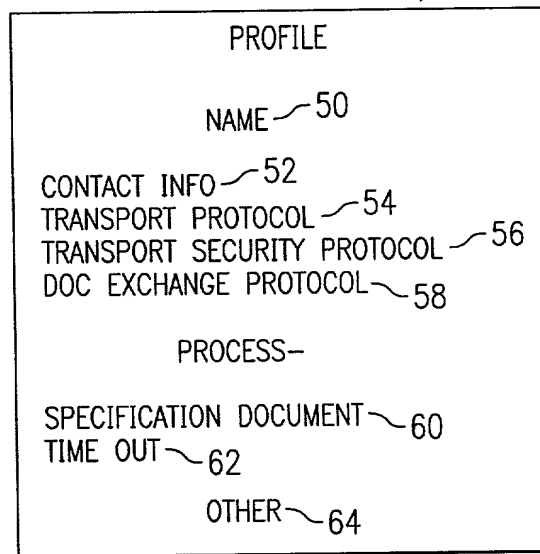 PROFILE
NAME 50
CONTACT INFO 52
TRANSPORT PROTOCOL 54
TRANSPORT SECURITY PROTOCOL 56
DOC EXCHANGE PROTOCOL 58
PROCESS-
SPECIFICATION DOCUMENT 60
TIME OUT 62
OTHER 64